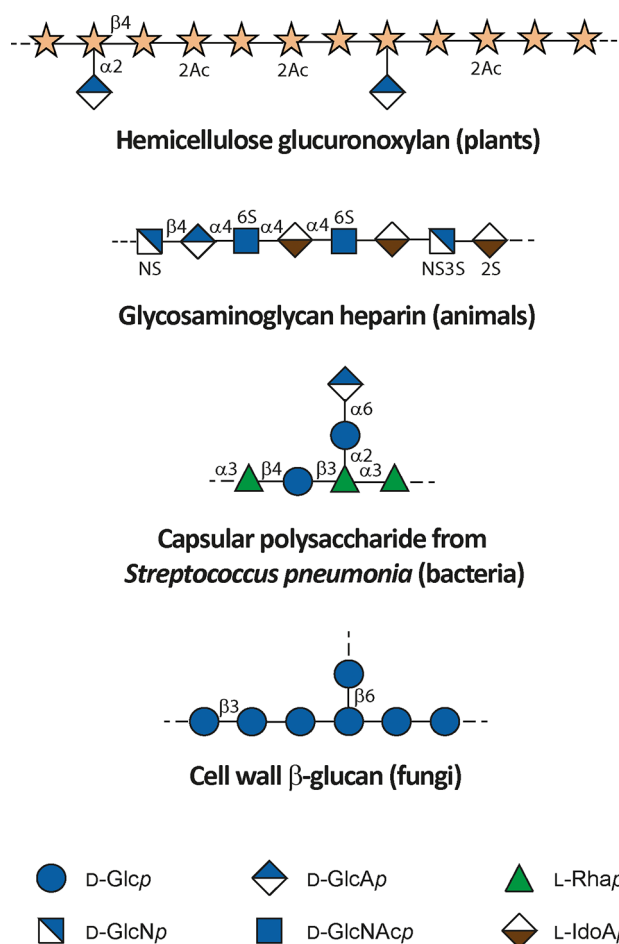 β4
α2
2Ac
2Ac
2Ac
Hemicellulose glucuronoxylan (plants)
β4 α4 6S α4 α4 6S
NS NS3S 2S
Glycosaminoglycan heparin (animals)
α6
α2
α3 β4 β3 α3
Capsular polysaccharide from
Streptococcus pneumonia (bacteria)
β3 β6
Cell wall β-glucan (fungi)
D-Glcp D-GlcAp L-Rhap
D-GlcNp D-GlcNAcp L-IdoAp